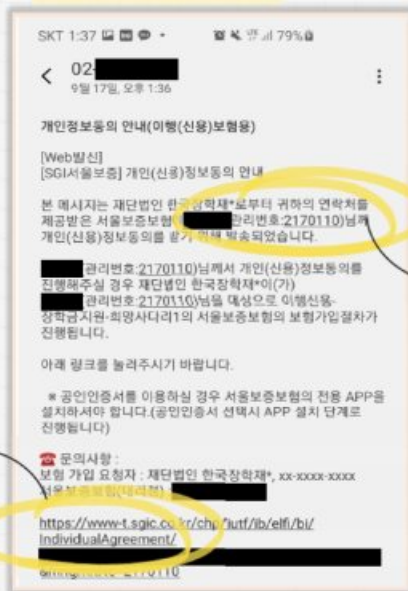 SKT 1:37 79%
02-
9월 17일, 오후 1:36
개인정보동의 안내(이행(신용)보험용)
[Web발신]
[SGI서울보증] 개인(신용)정보동의 안내
본 메시지는 재단법인 한국장학재*로부터 귀하의 연락처를
제공받은 서울보증보험 관리번호:2170110)님께
개인(신용)정보동의를 받기 위해 발송되었습니다.
관리번호:2170110)님께서 개인(신용)정보동의를
진행해주실 경우 재단법인 한국장학재*이(가)
관리번호:2170110)님을 대상으로 이행신용-
장학금지원-희망사다리1의 서울보증보험의 보험가입절차가
진행됩니다.
아래 링크를 눌러주시기 바랍니다.
※ 공인인증서를 이용하실 경우 서울보증보험의 전용 APP을
설치하셔야 합니다.(공인인증서 선택시 APP 설치 단계로
진행됩니다)
☎ 문의사항 :
보험 가입 요청자 : 재단법인 한국장학재*, xx-xxxx-xxxx
서울보증보험(대리점)
https://www-t.sgic.co.kr/chp/iutf/ib/elfi/bi/
IndividualAgreement/
2170110